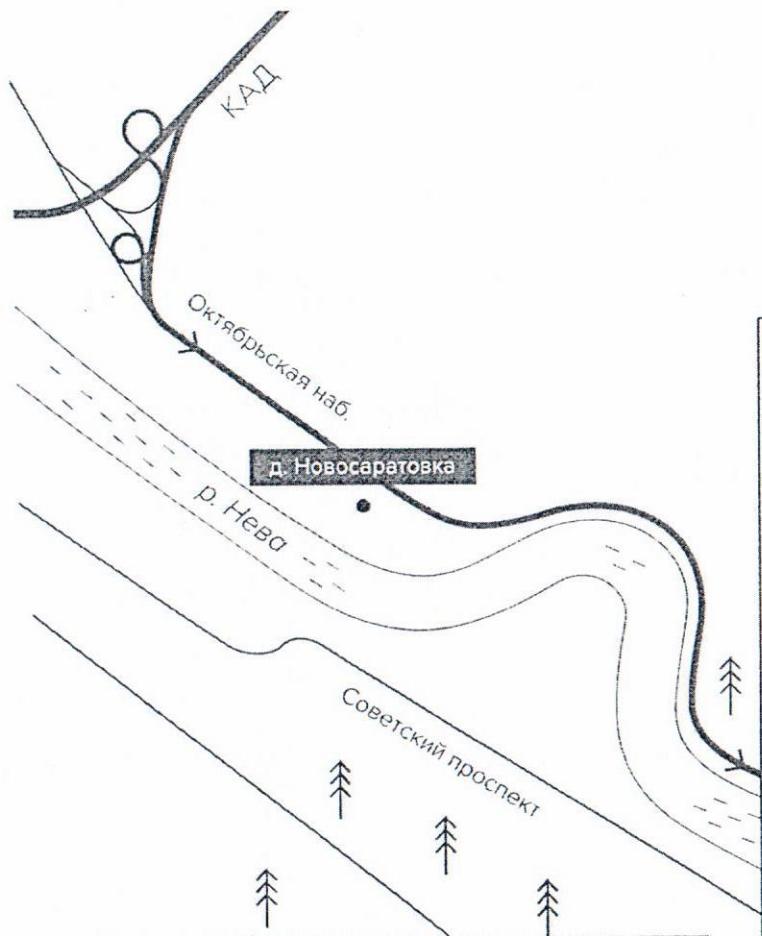 КАД
Октябрьская наб.
д. Новосаратовка
р. Нева
Советский проспект